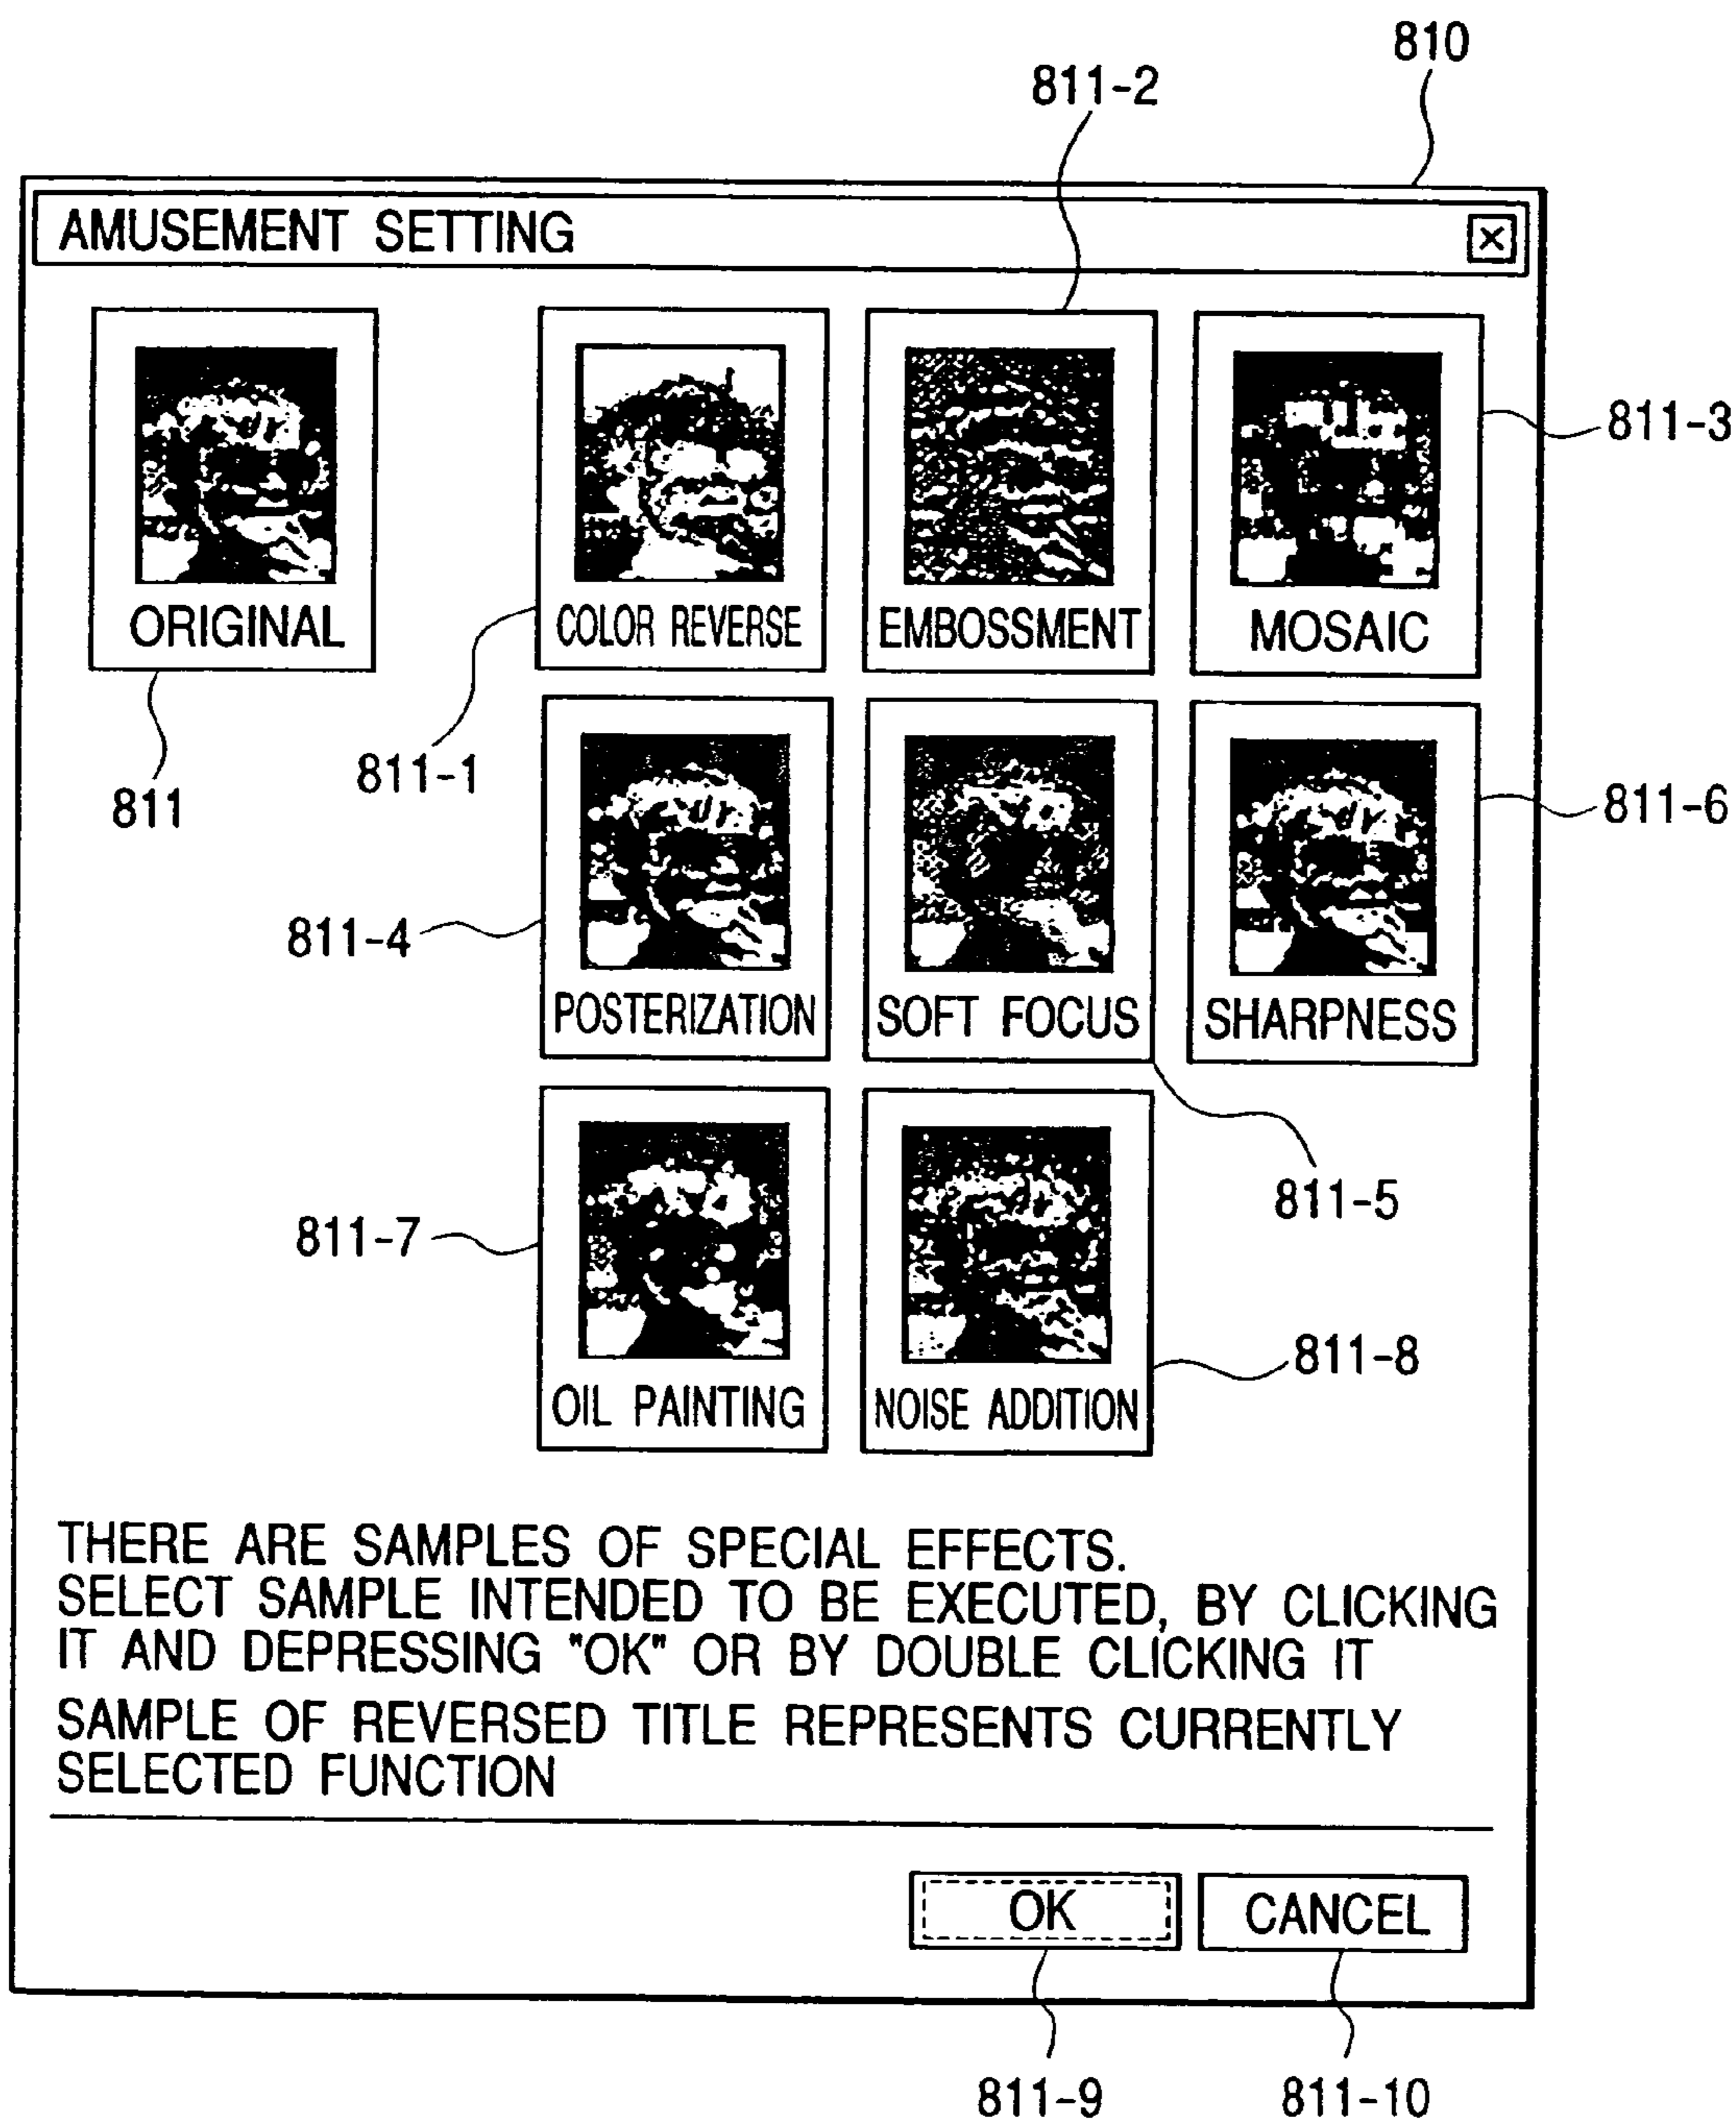 810
811-2
AMUSEMENT SETTING
811-3
ORIGINAL
COLOR REVERSE
EMBOSSMENT
MOSAIC
811-1
811
811-6
811-4
POSTERIZATION
SOFT FOCUS
SHARPNESS
811-5
811-7
811-8
OIL PAINTING
NOISE ADDITION
THERE ARE SAMPLES OF SPECIAL EFFECTS.
SELECT SAMPLE INTENDED TO BE EXECUTED, BY CLICKING
IT AND DEPRESSING "OK" OR BY DOUBLE CLICKING IT
SAMPLE OF REVERSED TITLE REPRESENTS CURRENTLY
SELECTED FUNCTION
OK
CANCEL
811-9
811-10